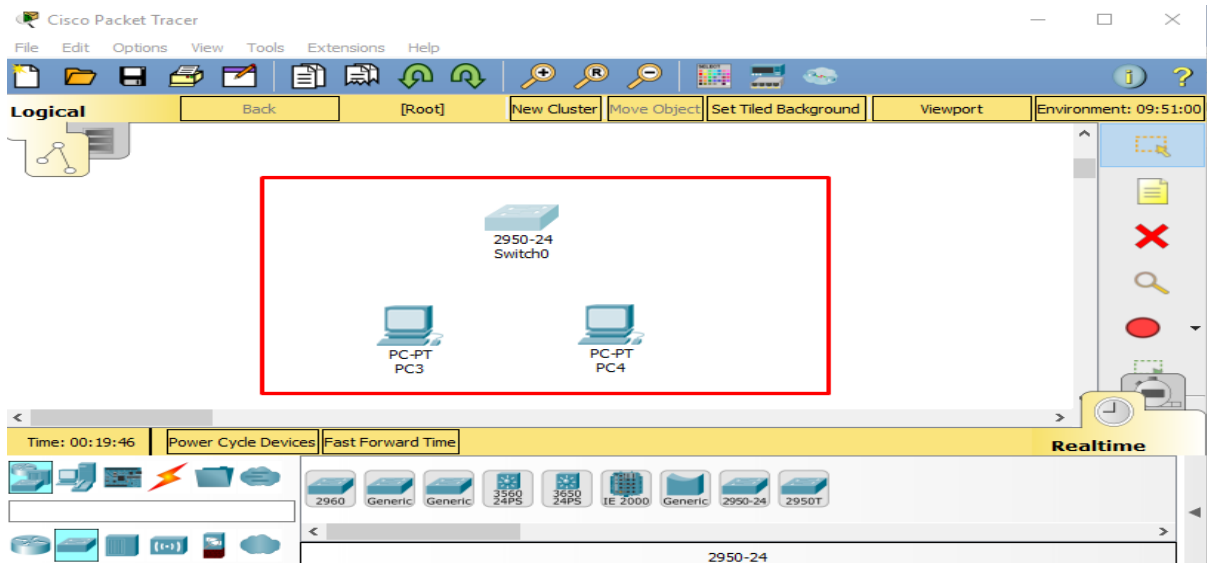 Cisco Packet Tracer
File Edit Options View Tools Extensions Help
R
i ?
Logical Back [Root] New Cluster Move Object Set Tiled Background Viewport Environment: 09:51:00
2950-24
Switch0
PC-PT
PC3
PC-PT
PC4
Time: 00:19:46 Power Cycle Devices Fast Forward Time Realtime
2960 Generic Generic 3560 24PS 3650 24PS IE 2000 Generic 2950-24 2950T
2950-24